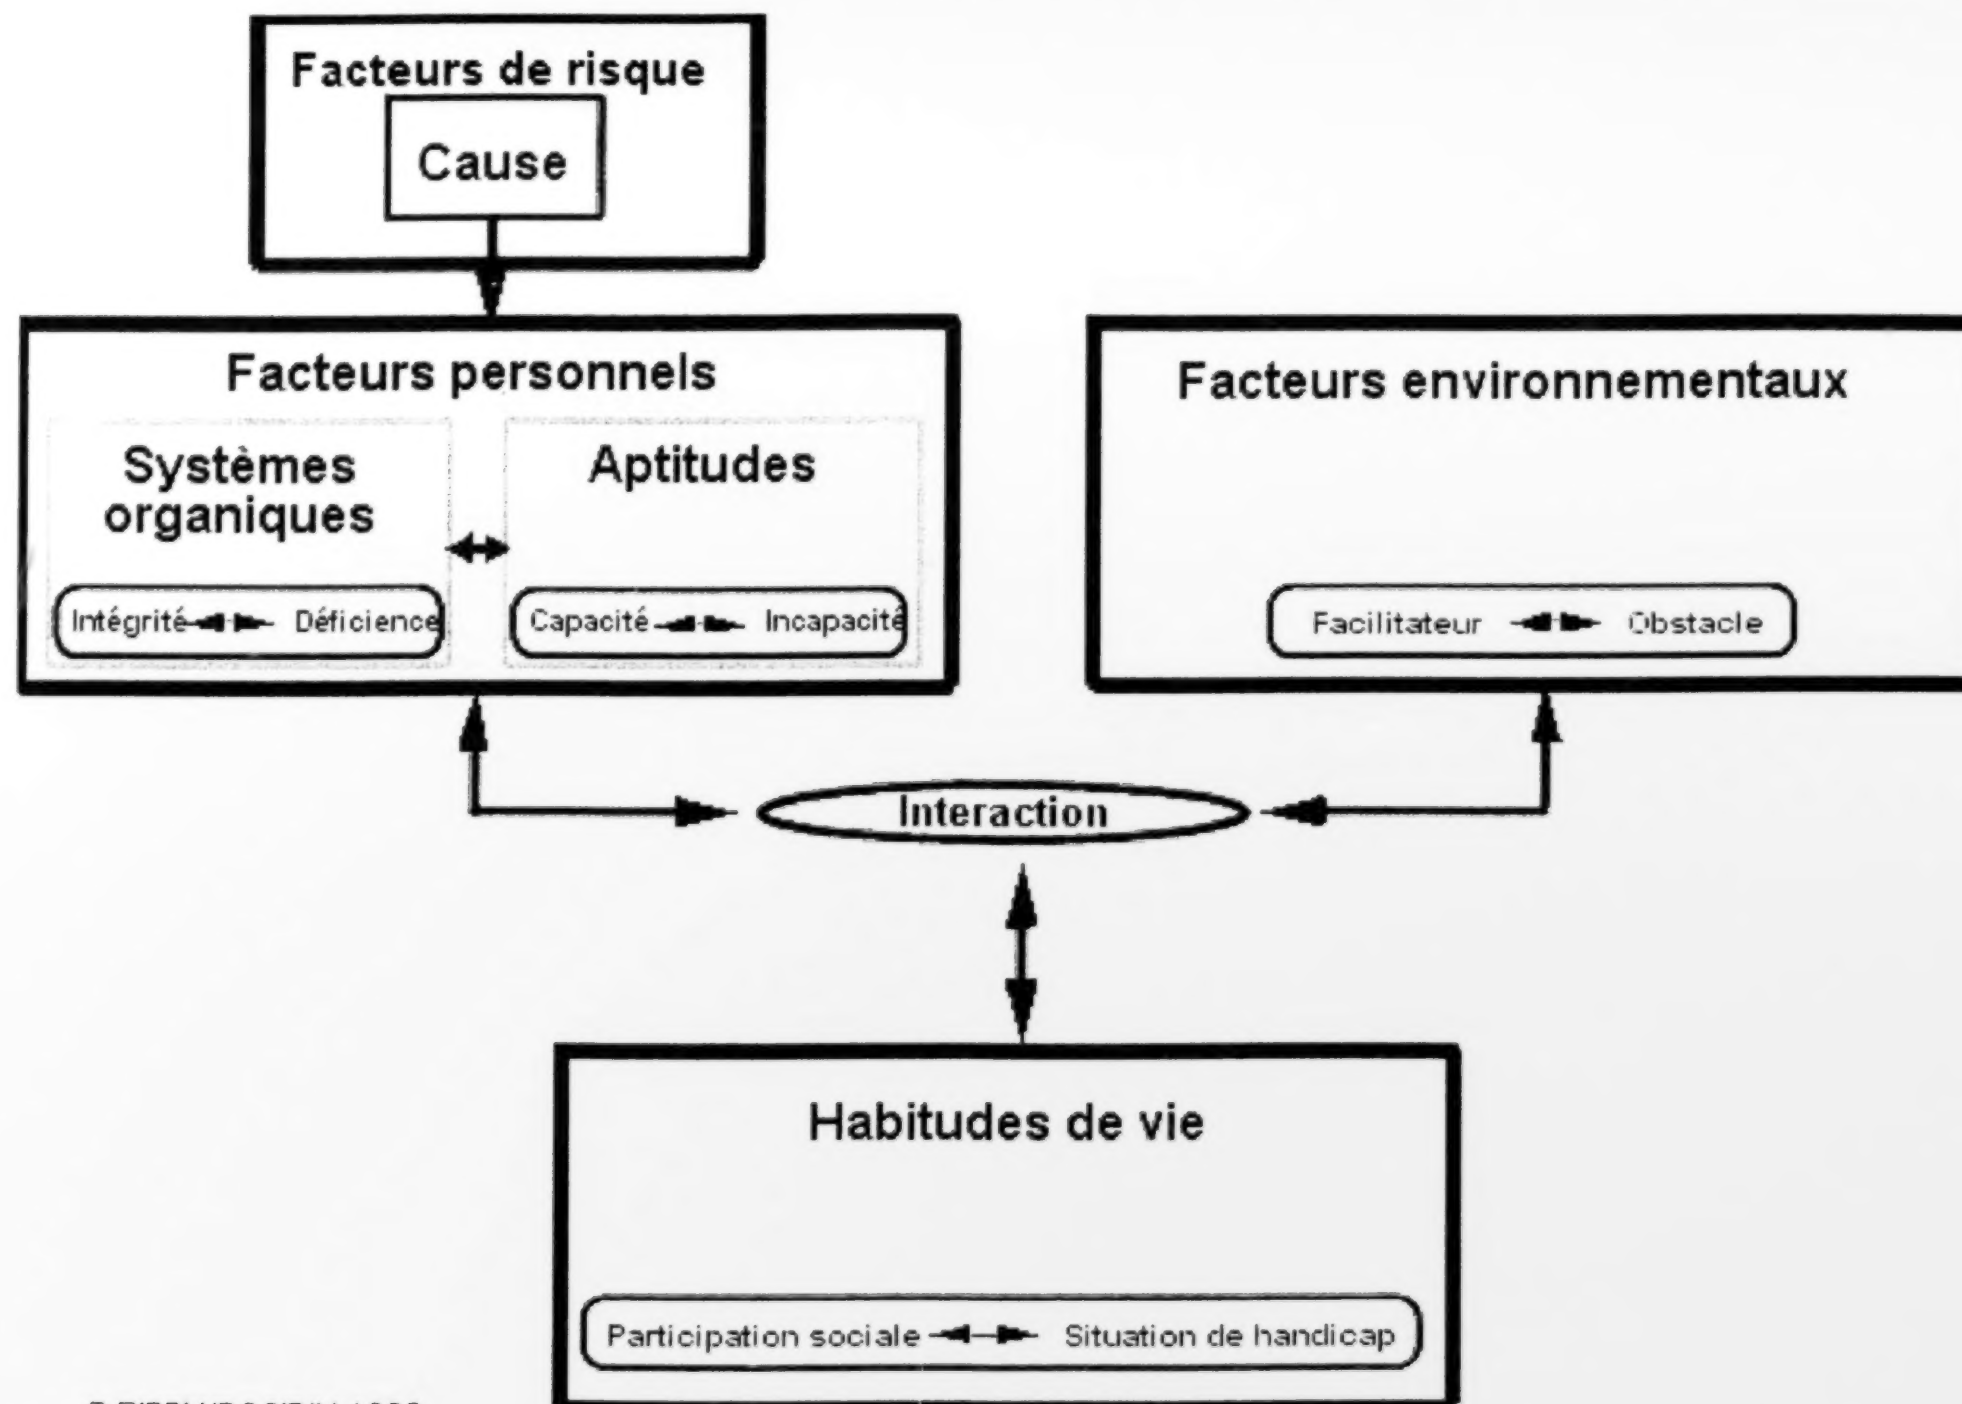 Facteurs de risque
Cause
Facteurs personnels
Systèmes
organiques
Aptitudes
Intégrité Déficience
Capacité Incapacité
Facteurs environnementaux
Facilitateur Obstacle
Interaction
Habitudes de vie
Participation sociale Situation de handicap